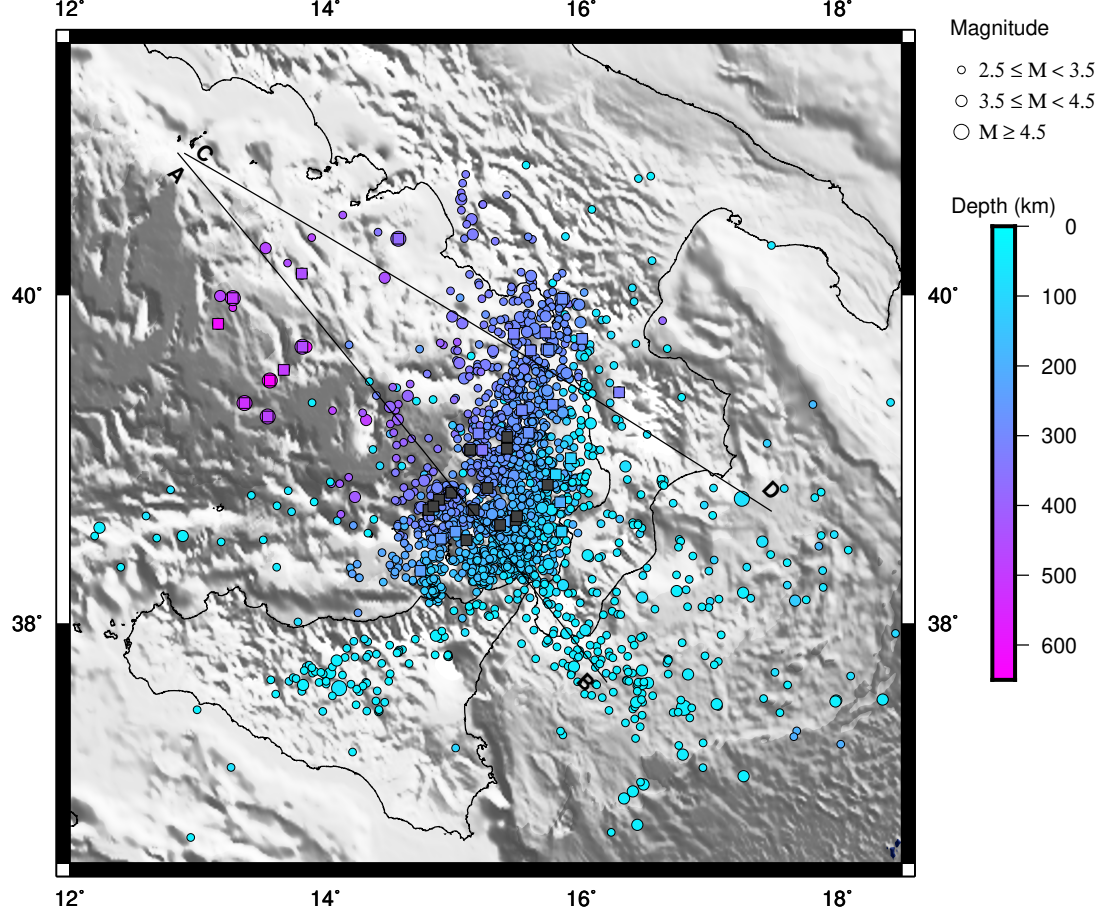 12˚ 14˚ 16˚ 18˚
Magnitude
2.5 ≤ M < 3.5
3.5 ≤ M < 4.5
M ≥ 4.5
C
A
Depth (km)
0
100
200
300
400
500
600
40˚ 40˚
D
38˚ 38˚
B
12˚ 14˚ 16˚ 18˚